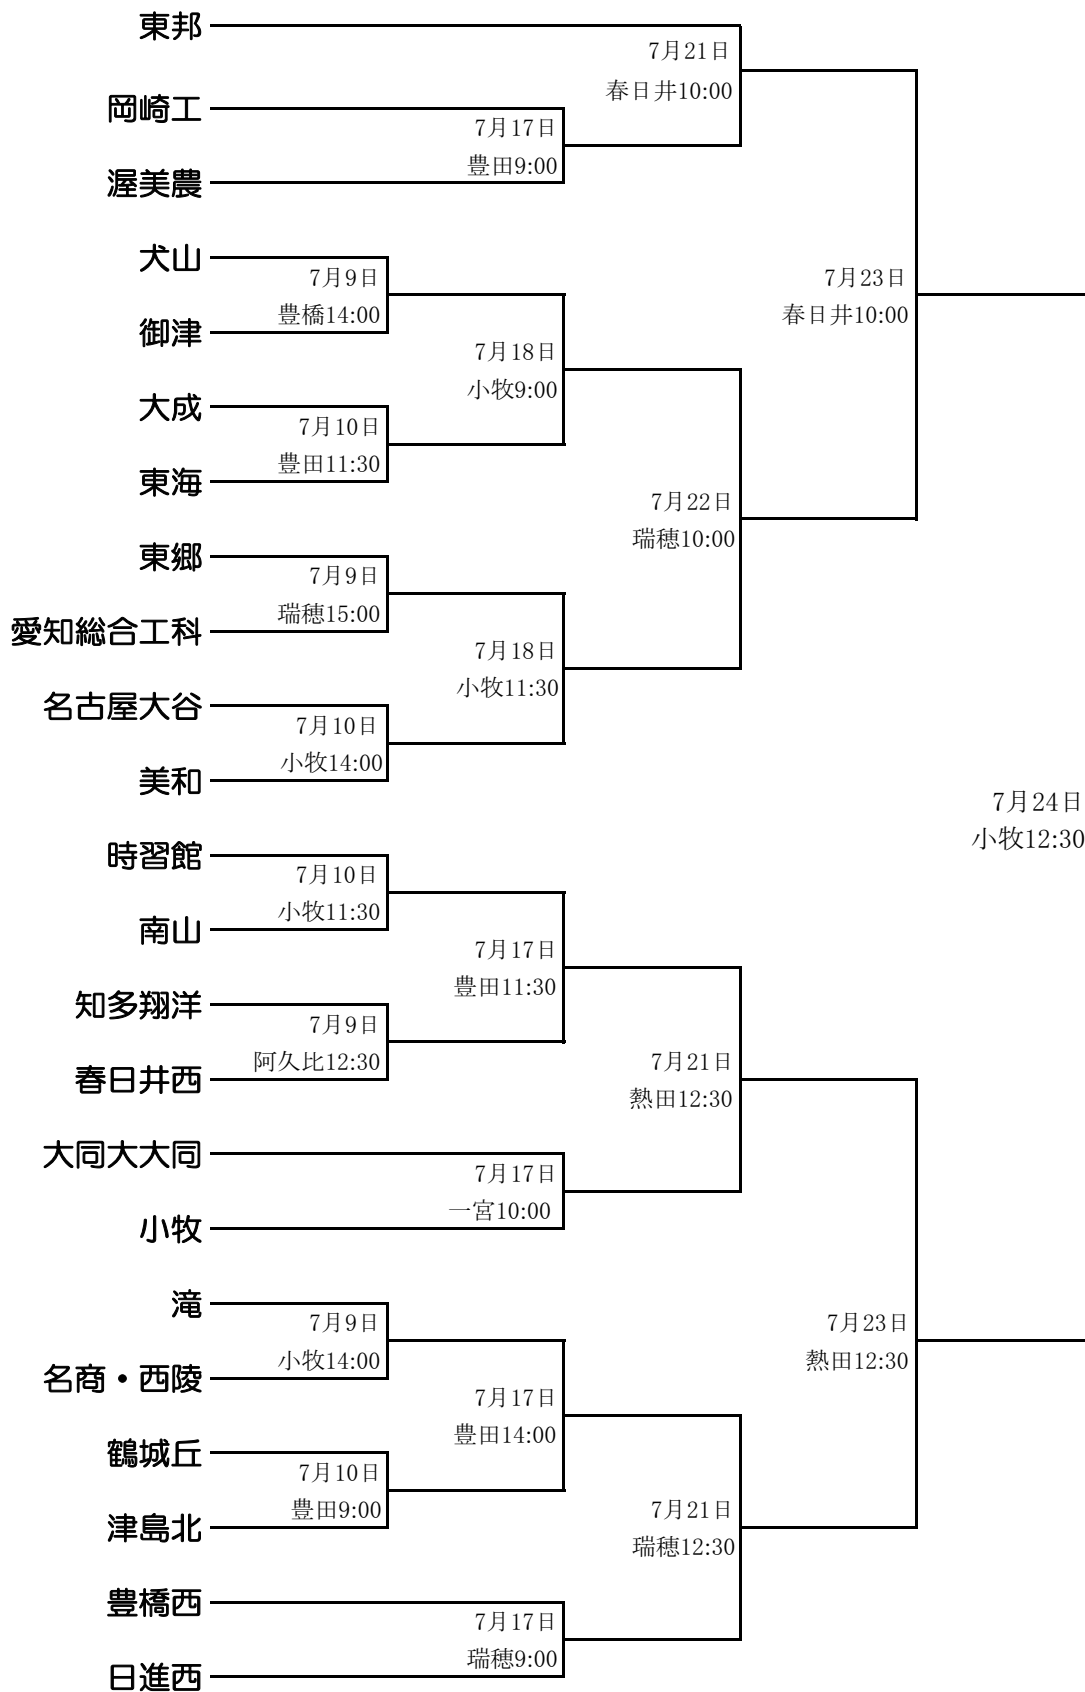 東邦
7月21日
春日井10:00
岡崎工
7月17日
豊田9:00
渥美農
犬山
7月9日
豊橋14:00
御津
7月18日
小牧9:00
大成
7月10日
豊田11:30
東海
7月23日
春日井10:00
7月22日
瑞穂10:00
東郷
7月9日
瑞穂15:00
愛知総合工科
7月18日
小牧11:30
名古屋大谷
7月10日
小牧14:00
美和
7月24日
小牧12:30
時習館
7月10日
小牧11:30
南山
7月17日
豊田11:30
知多翔洋
7月9日
阿久比12:30
春日井西
7月21日
熱田12:30
大同大大同
7月17日
一宮10:00
小牧
滝
7月9日
小牧14:00
名商・西陵
7月23日
熱田12:30
7月17日
豊田14:00
鶴城丘
7月10日
豊田9:00
津島北
7月21日
瑞穂12:30
豊橋西
7月17日
瑞穂9:00
日進西